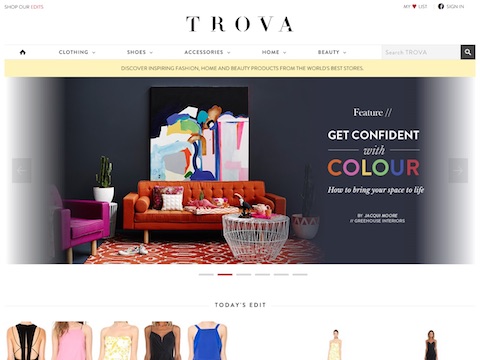 SHOP OUR EDITS
MY LIST
SIGN IN
TROVA
CLOTHING
SHOES
ACCESSORIES
HOME
BEAUTY
Search TROVA
DISCOVER INSPIRING FASHION, HOME AND BEAUTY PRODUCTS FROM THE WORLD'S BEST STORES.
Feature //
GET CONFIDENT
with
COLOUR
How to bring your space to life
BY JACQUI MOORE
// GREENHOUSE INTERIORS
TODAY'S EDIT